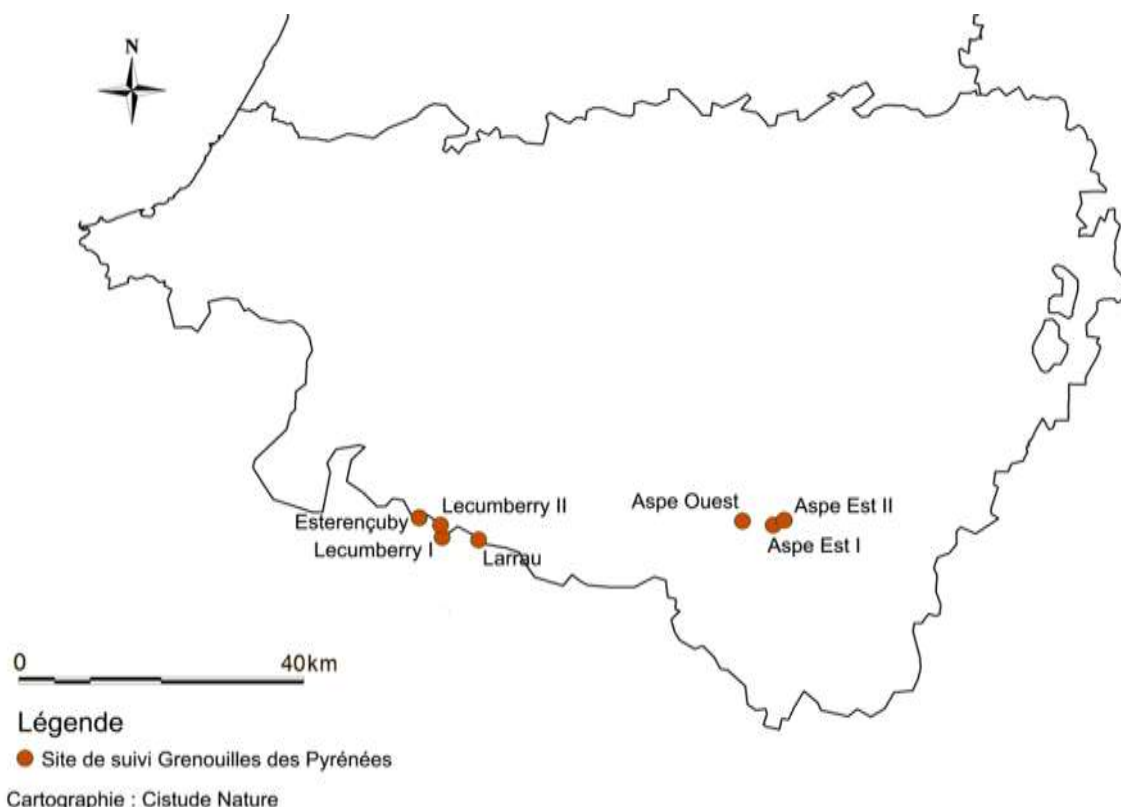 N
Lecumberry II
Esterençuby
Lecumberry I
Larrau
Aspe Ouest
Aspe Est II
Aspe Est I
0 40km
Légende
Site de suivi Grenouilles des Pyrénées
Cartographie : Cistude Nature